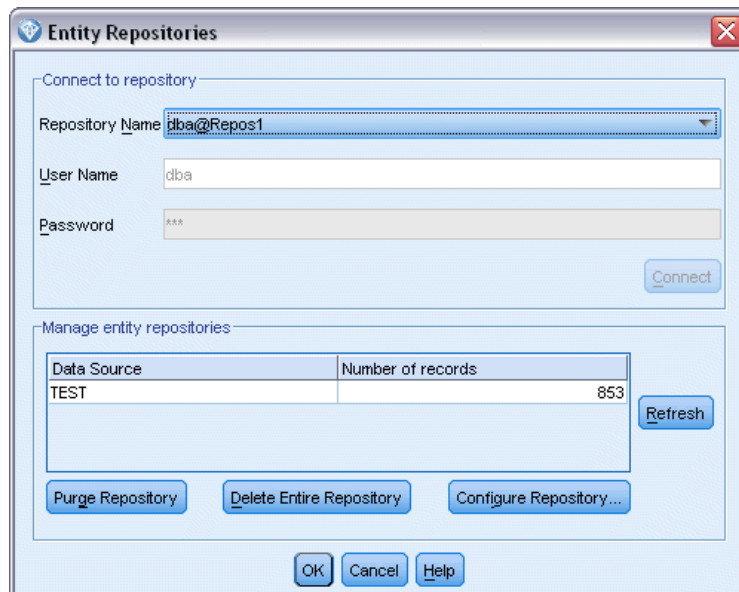 Entity Repositories
Connect to repository
Repository Name dba@Repos1
User Name dba
Password ***
Connect
Manage entity repositories
Data Source Number of records
TEST 853
Refresh
Purge Repository Delete Entire Repository Configure Repository...
OK Cancel Help